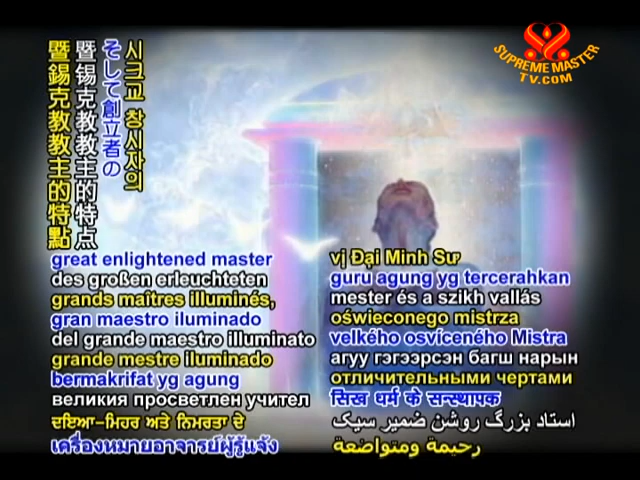 SUPREME MASTER
TV.COM
시크교 창시자의
そして創立者の
暨锡克教教主的特点
暨錫克教教主的特點
great enlightened master
des großen erleuchteten
grands maîtres illuminés,
gran maestro iluminado
del grande maestro illuminato
grande mestre iluminado
bermakrifat yg agung
великия просветлен учител
ਦਇਆ-ਮਿਹਰ ਅਤੇ ਨਿਮਰਤਾ ਦੇ
เครื่องหมายอาจารย์ผู้รู้แจ้ง
vị Đại Minh Sư
guru agung yg tercerahkan
mester és a szikh vallás
oświeconego mistrza
velkého osvíceného Mistra
агуу гэгээрсэн багш нарын
отличительными чертами
सिख धर्म के सन्स्थापक
استاد بزرگ روشن ضمیر سیک
رحيمة ومتواضعة